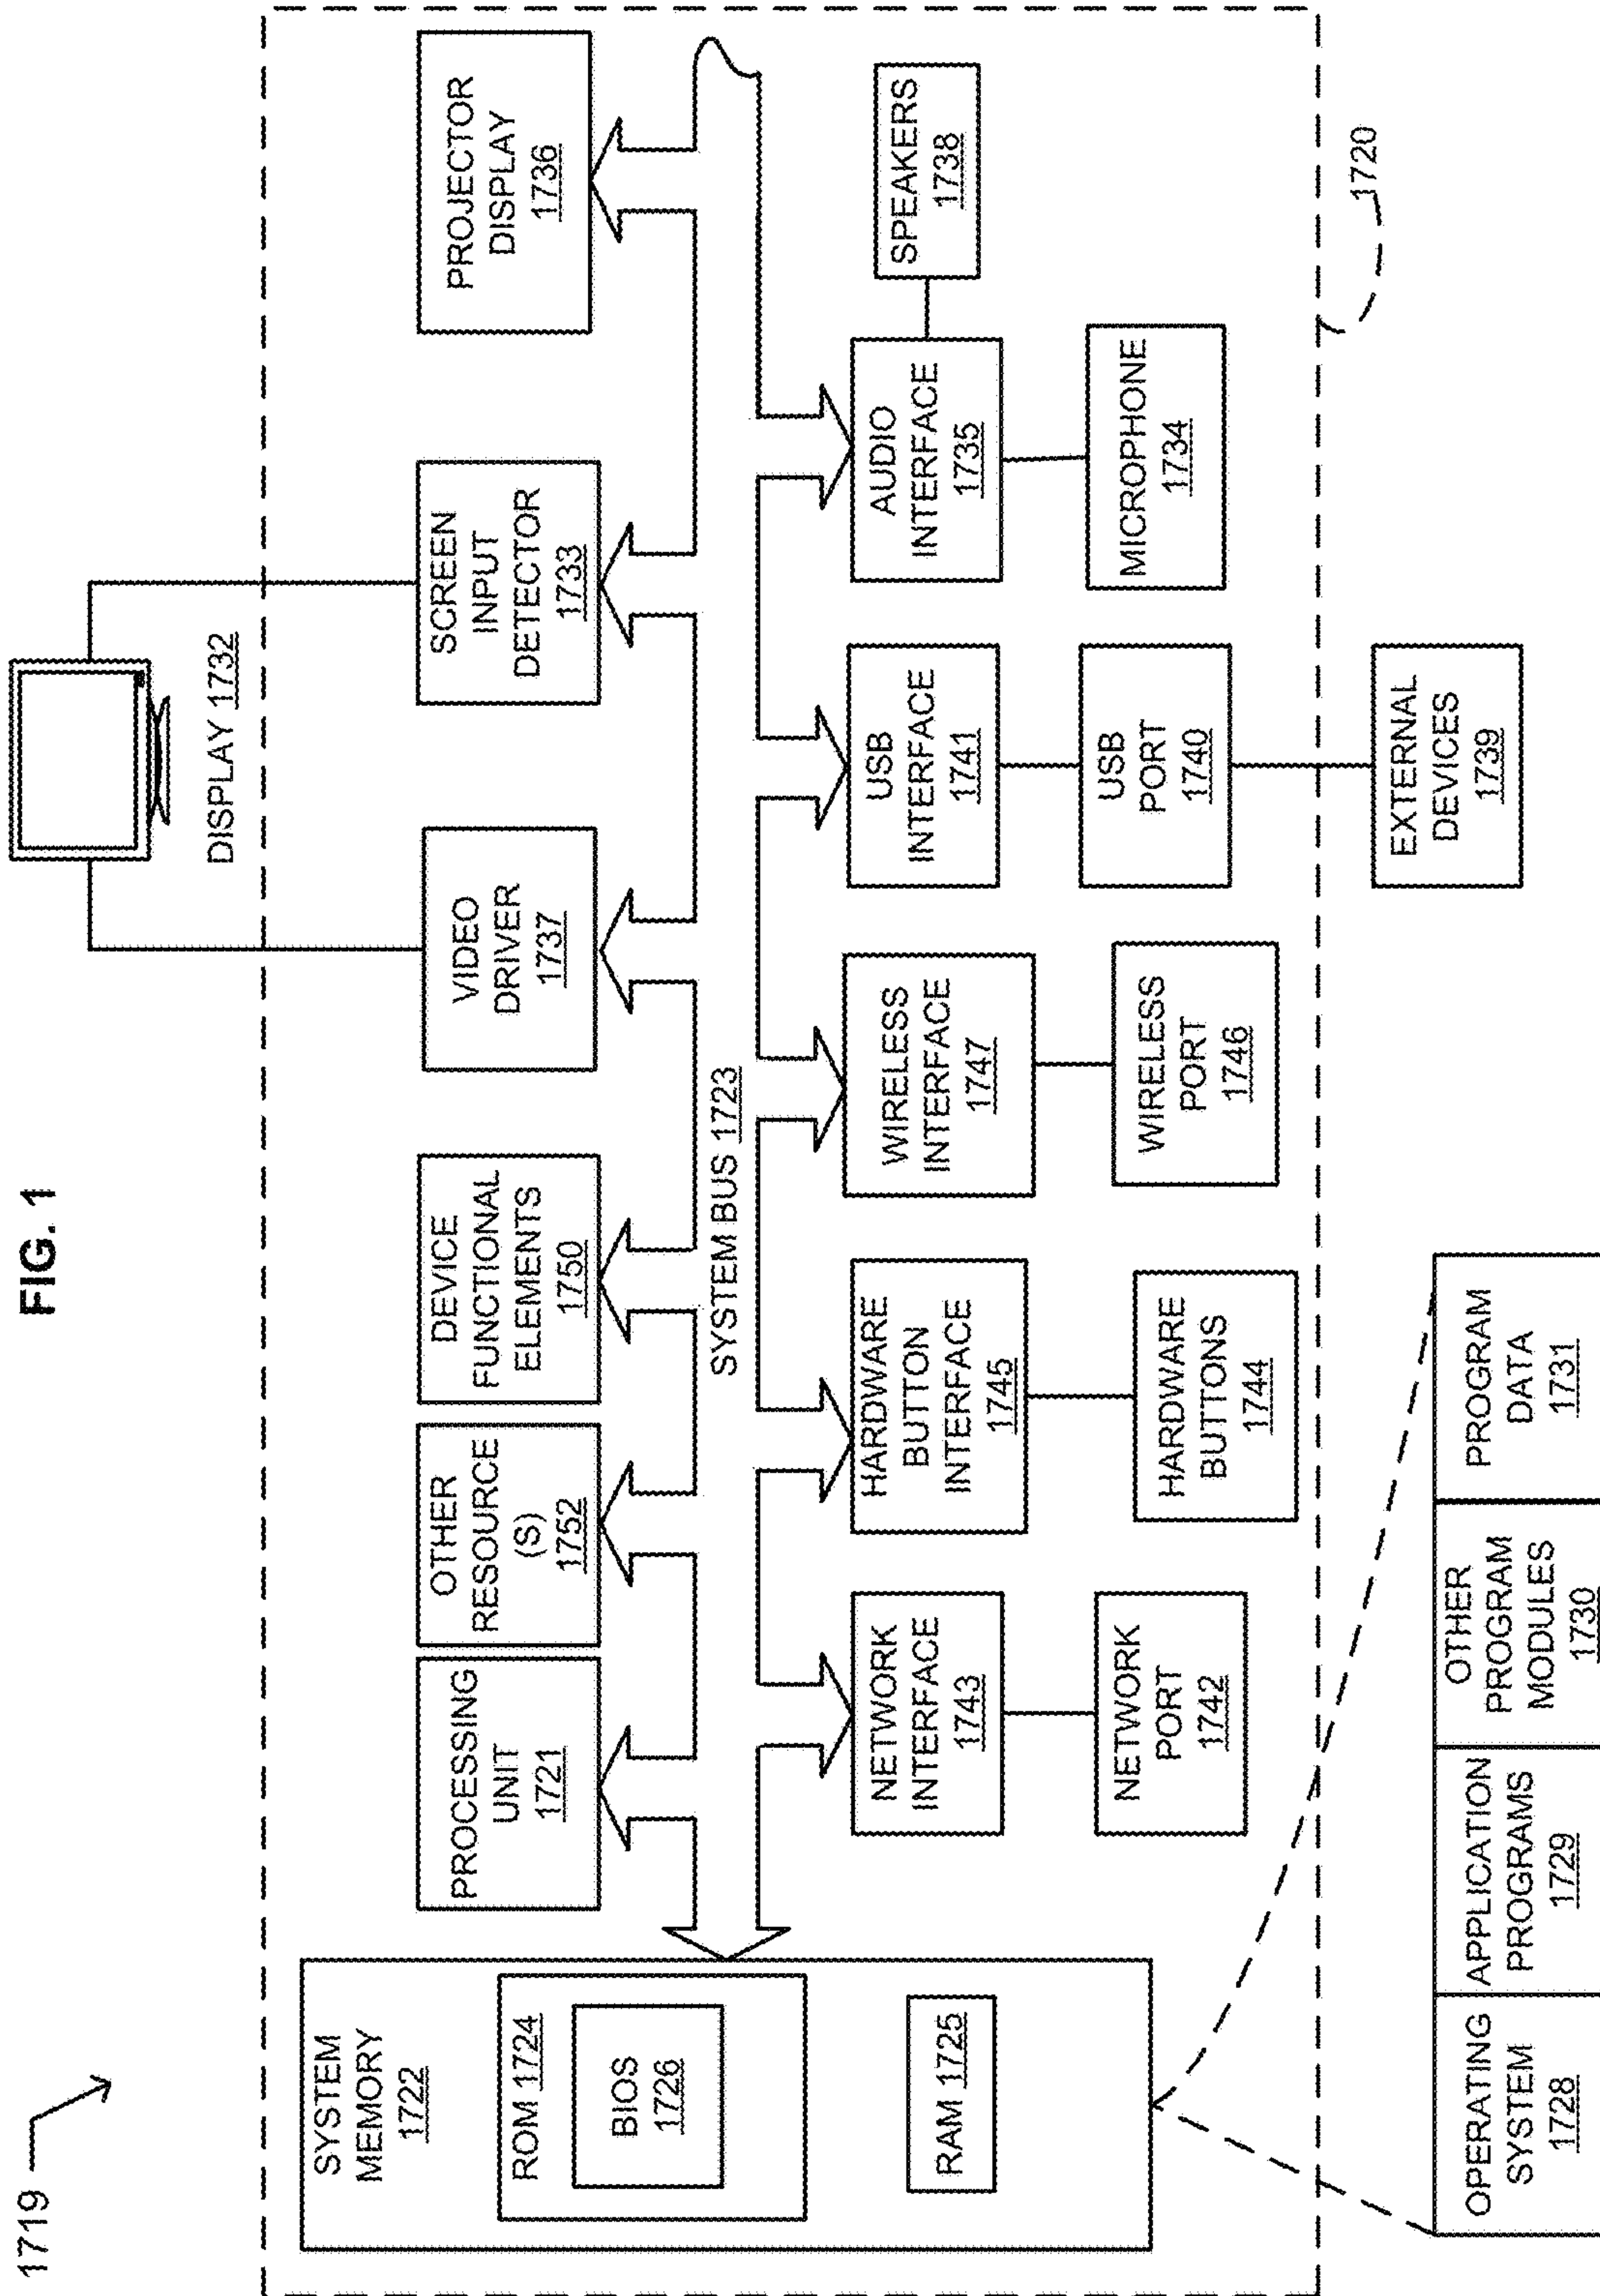 FIG. 1
1719
DISPLAY 1732
SYSTEM
MEMORY
1722
ROM 1724
BIOS
1726
RAM 1725
PROCESSING
UNIT
1721
OTHER
RESOURCE
(S)
1752
DEVICE
FUNCTIONAL
ELEMENTS
1750
VIDEO
DRIVER
1737
SCREEN
INPUT
DETECTOR
1733
PROJECTOR
DISPLAY
1736
SYSTEM BUS 1723
NETWORK
INTERFACE
1743
HARDWARE
BUTTON
INTERFACE
1745
WIRELESS
INTERFACE
1747
USB
INTERFACE
1741
AUDIO
INTERFACE
1735
SPEAKERS
1738
NETWORK
PORT
1742
HARDWARE
BUTTONS
1744
WIRELESS
PORT
1746
USB
PORT
1740
MICROPHONE
1734
1720
OPERATING
SYSTEM
1728
APPLICATION
PROGRAMS
1729
OTHER
PROGRAM
MODULES
1730
PROGRAM
DATA
1731
EXTERNAL
DEVICES
1739